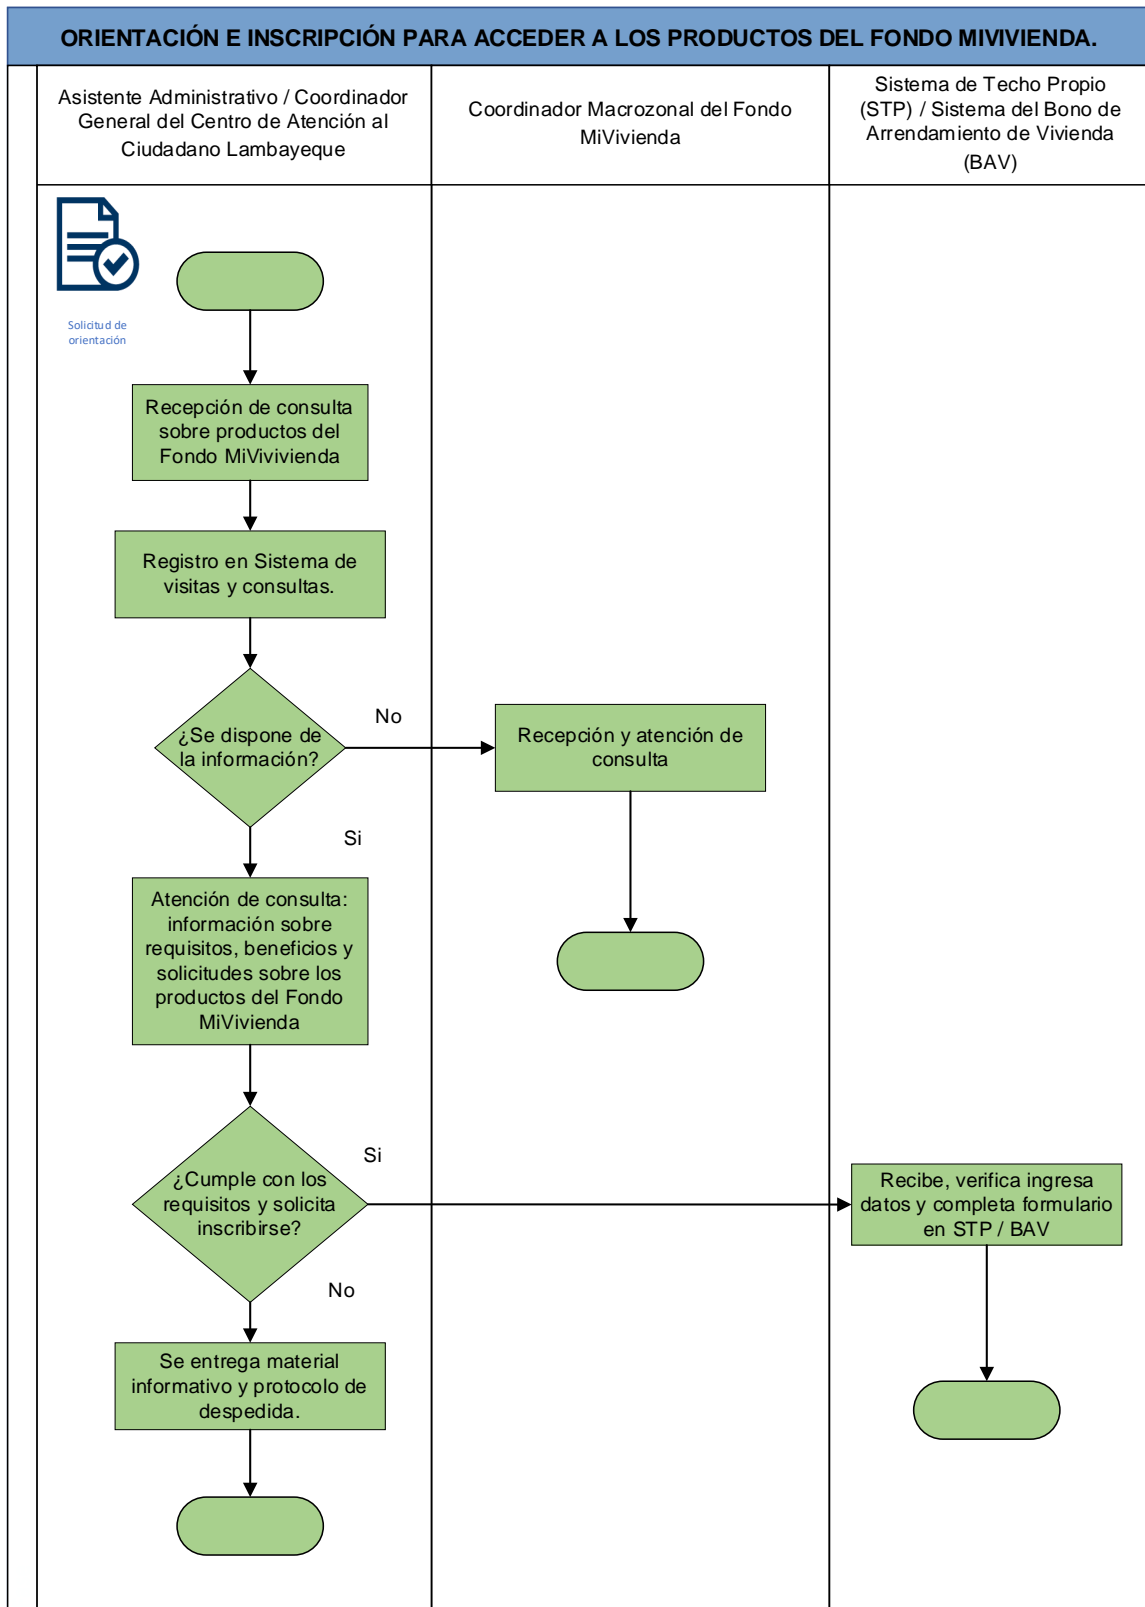 ORIENTACIÓN E INSCRIPCIÓN PARA ACCEDER A LOS PRODUCTOS DEL FONDO MIVIVIENDA.
Asistente Administrativo / Coordinador
General del Centro de Atención al
Ciudadano Lambayeque
Coordinador Macrozonal del Fondo
MiVivienda
Sistema de Techo Propio
(STP) / Sistema del Bono de
Arrendamiento de Vivienda
(BAV)
Solicitud de
orientación
Recepción de consulta
sobre productos del
Fondo MiVivivienda
Registro en Sistema de
visitas y consultas.
¿Se dispone de
la información?
No
Recepción y atención de
consulta
Si
Atención de consulta:
información sobre
requisitos, beneficios y
solicitudes sobre los
productos del Fondo
MiVivienda
¿Cumple con los
requisitos y solicita
inscribirse?
Si
Recibe, verifica ingresa
datos y completa formulario
en STP / BAV
No
Se entrega material
informativo y protocolo de
despedida.